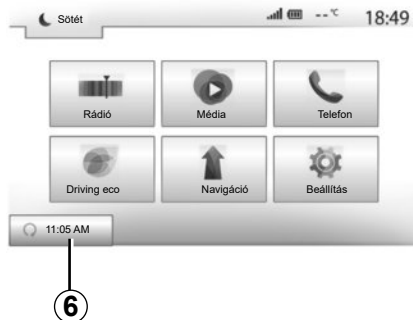 Sötét
--°C
18:49
Rádió
Média
Telefon
Driving eco
Navigáció
Beállítás
11:05 AM
6